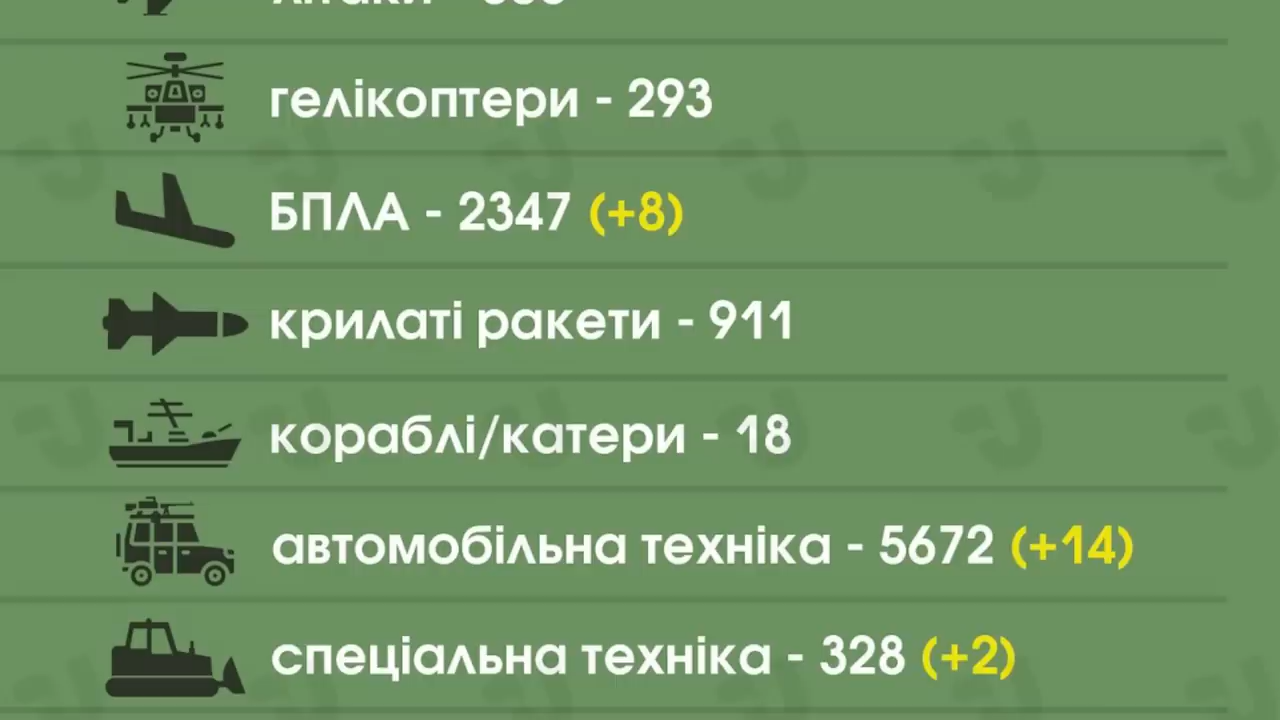 гелікоптери - 293
БПЛА - 2347 (+8)
крилаті ракети - 911
кораблі/катери - 18
автомобільна техніка - 5672 (+14)
спеціальна техніка - 328 (+2)